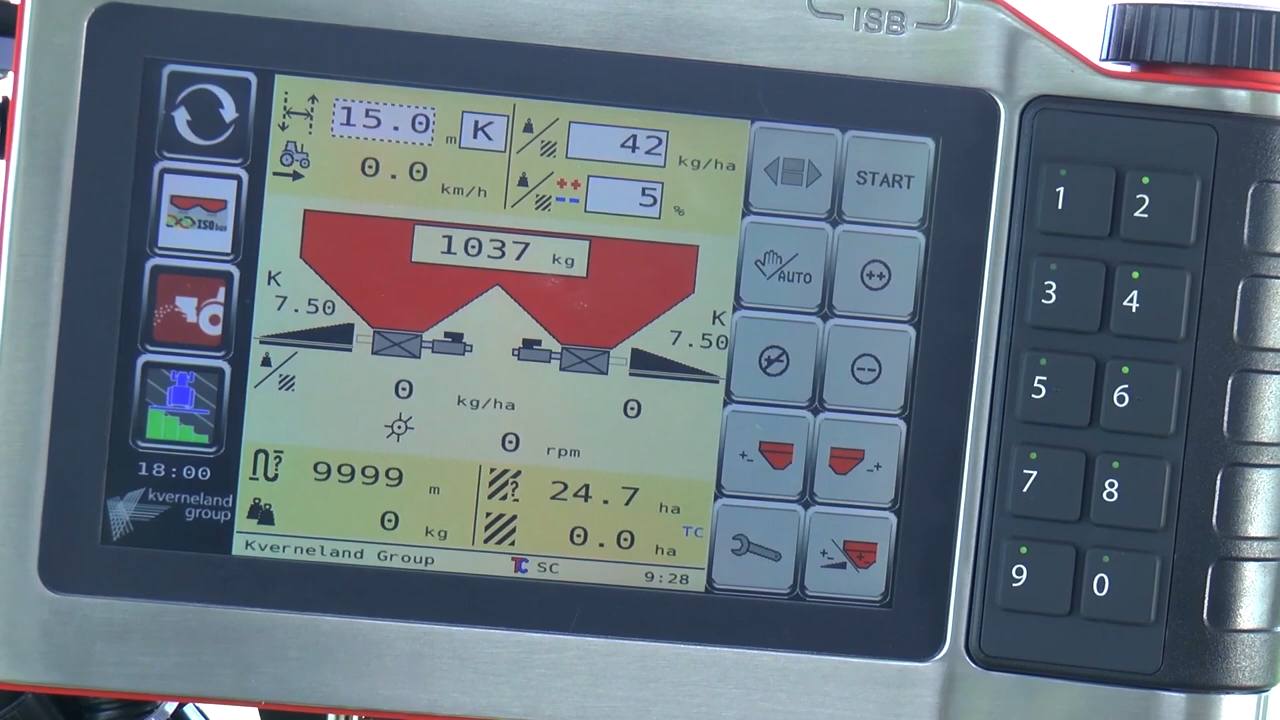 ISB
15.0 m K
42 kg/ha
0.0 km/h
++
--
5 %
START
1037 kg
K
7.50
K
7.50
AUTO
++
--
ISObus
0 kg/ha 0
0 rpm
18:00
kverneland
group
? 9999 m
? 24.7 ha
0 kg
0.0 ha
TC
Kverneland Group TC SC 9:28
+-
-+
+-
+
1
2
3
4
5
6
7
8
9
0